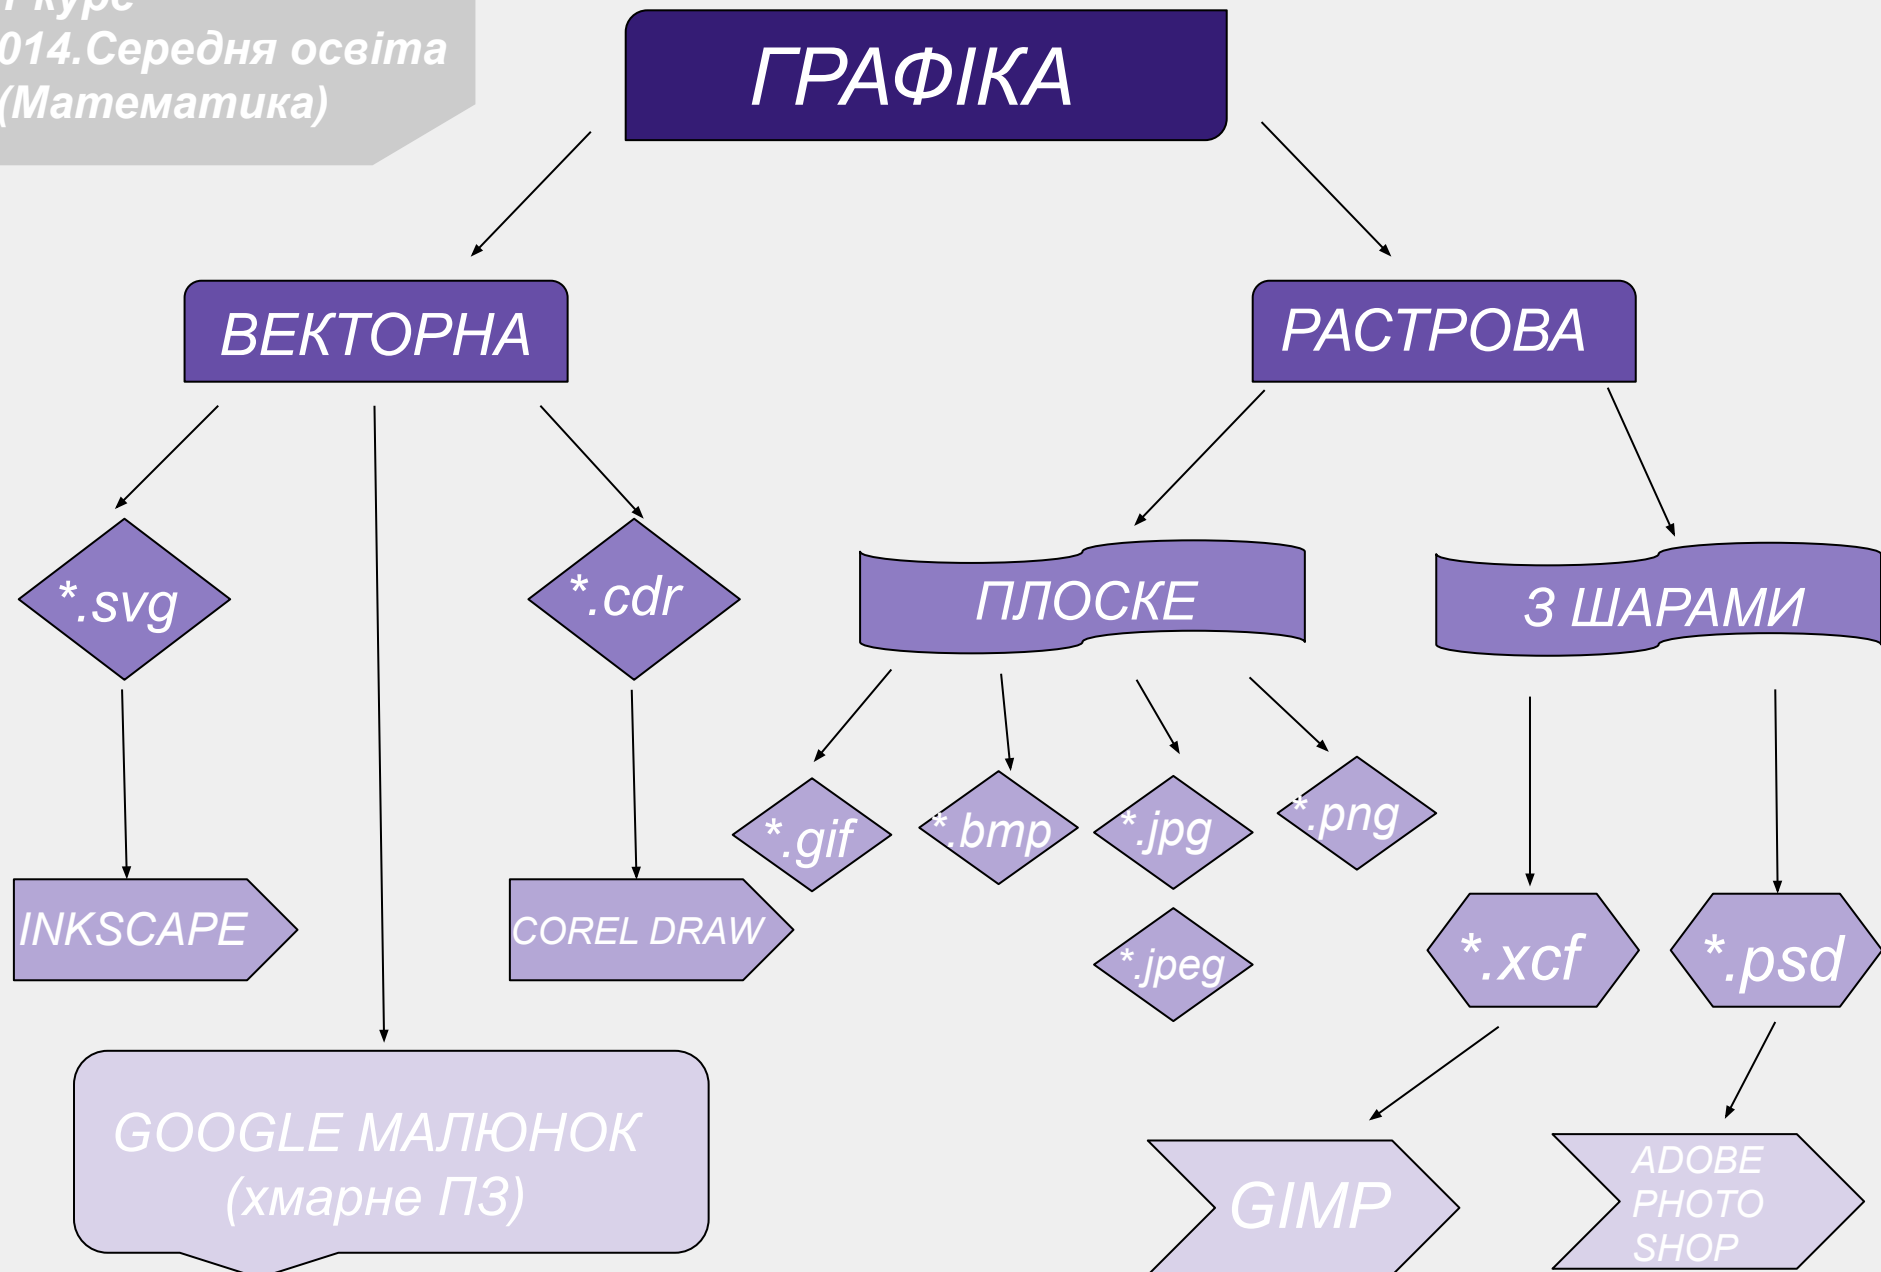 курс
014.Середня освіта
(Математика)
ГРАФІКА
ВЕКТОРНА
РАСТРОВА
*.svg
*.cdr
ПЛОСКЕ
З ШАРАМИ
*.gif
*.bmp
*.jpg
*.png
INKSCAPE
COREL DRAW
*.jpeg
*.xcf
*.psd
GOOGLE МАЛЮНОК
(хмарне ПЗ)
GIMP
ADOBE
PHOTO
SHOP